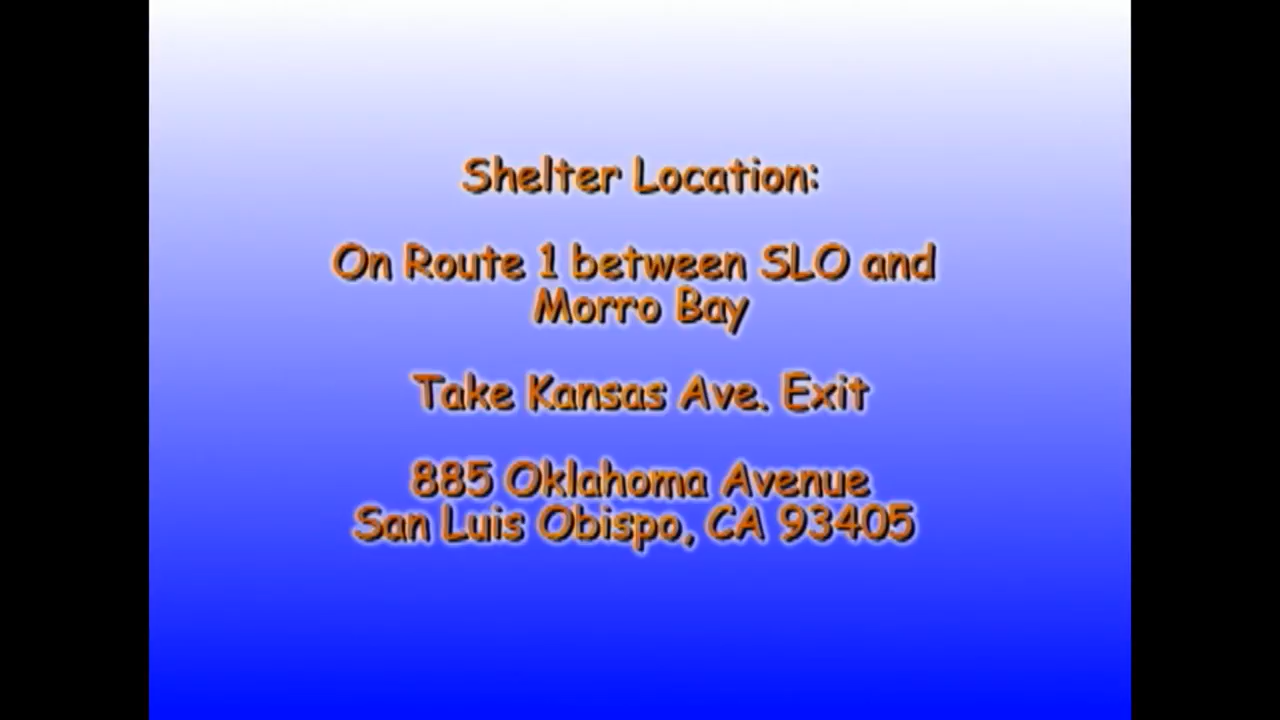 Shelter Location:
On Route 1 between SLO and
Morro Bay
Take Kansas Ave. Exit
885 Oklahoma Avenue
San Luis Obispo, CA 93405